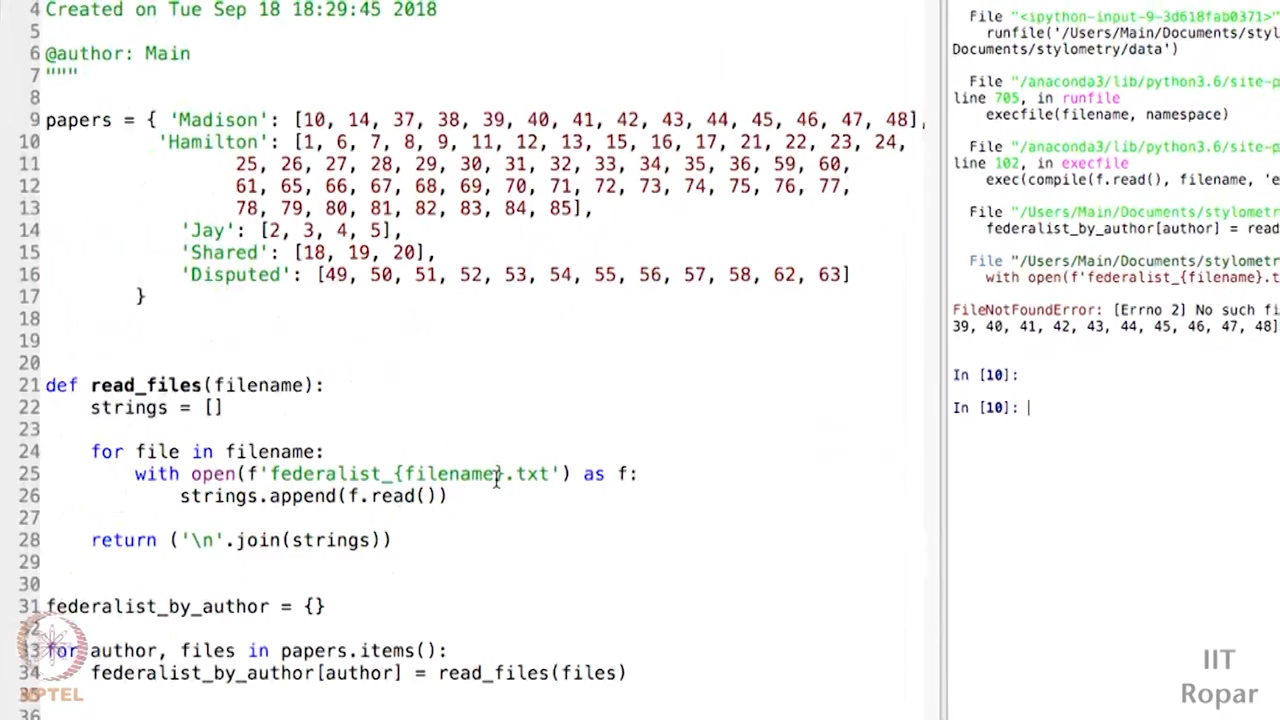 4 Created on Tue Sep 18 18:29:45 2018
5
6 @author: Main
7 """
8
9 papers = { 'Madison': [10, 14, 37, 38, 39, 40, 41, 42, 43, 44, 45, 46, 47, 48],
10 'Hamilton': [1, 6, 7, 8, 9, 11, 12, 13, 15, 16, 17, 21, 22, 23, 24,
11 25, 26, 27, 28, 29, 30, 31, 32, 33, 34, 35, 36, 59, 60,
12 61, 65, 66, 67, 68, 69, 70, 71, 72, 73, 74, 75, 76, 77,
13 78, 79, 80, 81, 82, 83, 84, 85],
14 'Jay': [2, 3, 4, 5],
15 'Shared': [18, 19, 20],
16 'Disputed': [49, 50, 51, 52, 53, 54, 55, 56, 57, 58, 62, 63]
17 }
18
19
20
21 def read_files(filename):
22 strings = []
23
24 for file in filename:
25 with open(f'federalist_{filename}.txt') as f:
26 strings.append(f.read())
27
28 return ('\n'.join(strings))
29
30
31 federalist_by_author = {}
32
33 for author, files in papers.items():
34 federalist_by_author[author] = read_files(files)
35
36
File "<ipython-input-9-3d618fab0371>"
runfile('/Users/Main/Documents/styl
Documents/stylometry/data')
File "/anaconda3/lib/python3.6/site-p
line 705, in runfile
execfile(filename, namespace)
File "/anaconda3/lib/python3.6/site-p
line 102, in execfile
exec(compile(f.read(), filename, 'e
File "/Users/Main/Documents/stylometr
federalist_by_author[author] = read
File "/Users/Main/Documents/stylometr
with open(f'federalist_{filename}.t
FileNotFoundError: [Errno 2] No such fi
39, 40, 41, 42, 43, 44, 45, 46, 47, 48]
In [10]:
In [10]:
NPTEL
IIT
Ropar